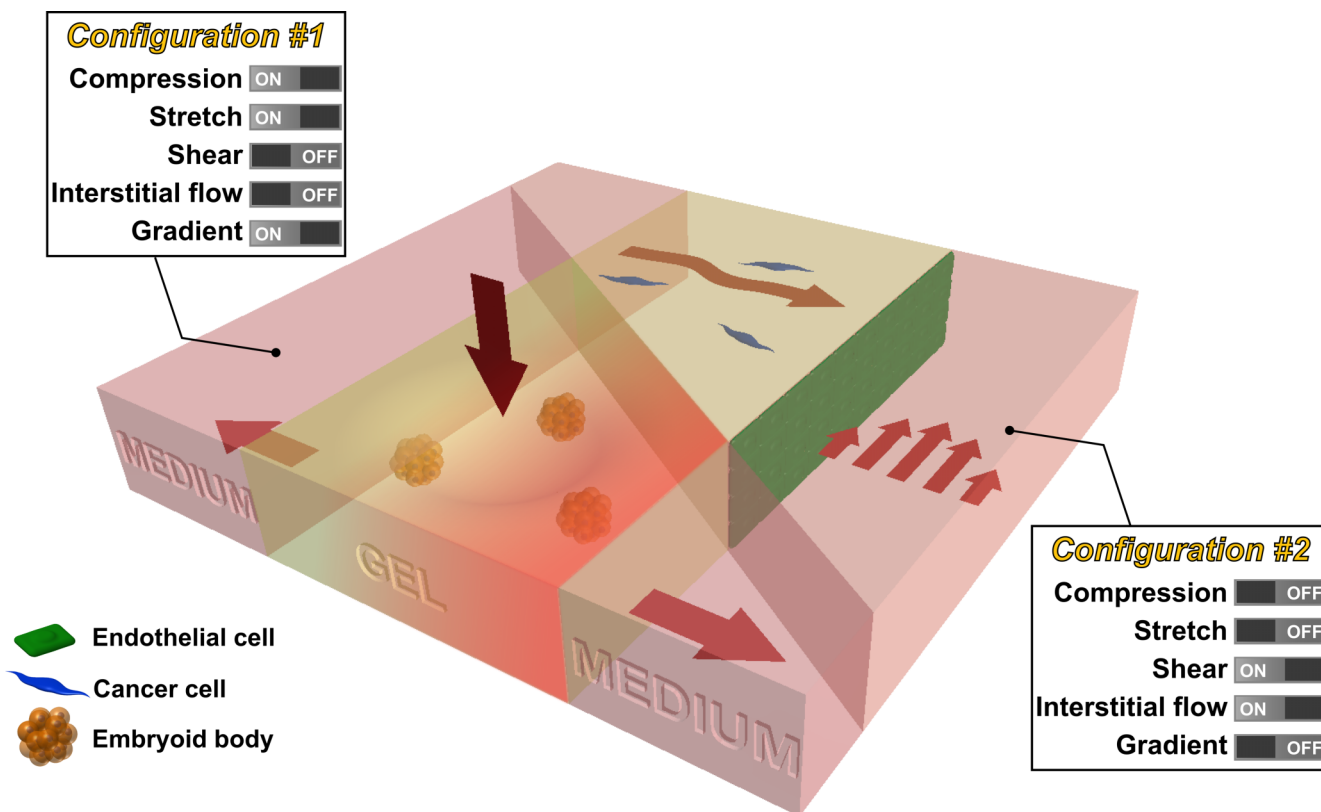 Configuration #1
Compression ON
Stretch ON
Shear OFF
Interstitial flow OFF
Gradient ON
MEDIUM
GEL
MEDIUM
Configuration #2
Compression OFF
Stretch OFF
Shear ON
Interstitial flow ON
Gradient OFF
Endothelial cell
Cancer cell
Embryoid body